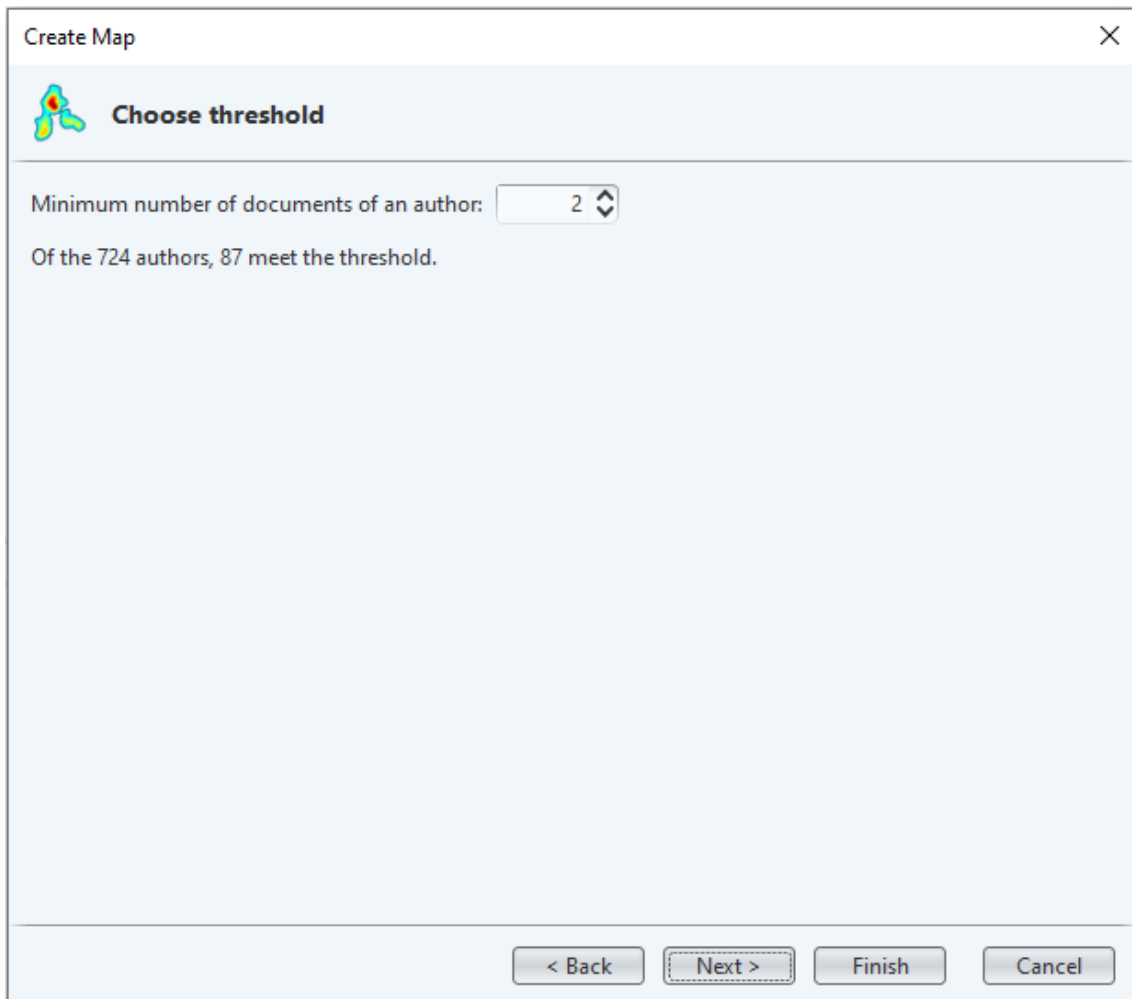 Create Map
Choose threshold
Minimum number of documents of an author: 2
Of the 724 authors, 87 meet the threshold.
< Back Next > Finish Cancel